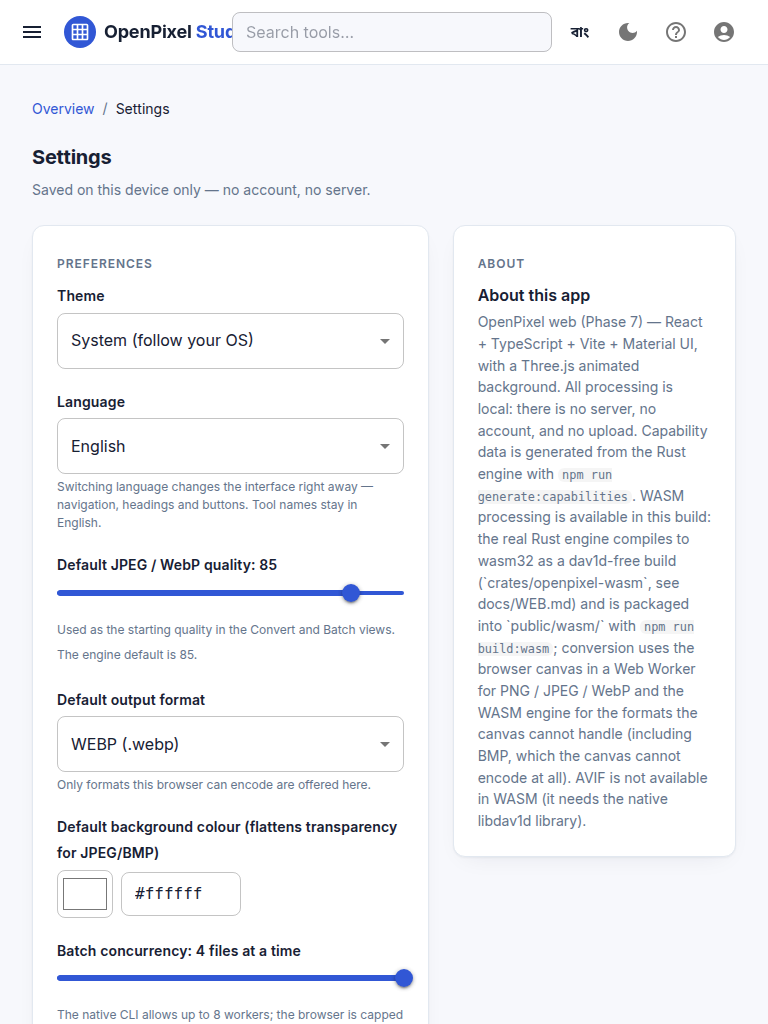 OpenPixel Stud
Search tools...
বাং
Overview / Settings
Settings
Saved on this device only — no account, no server.
PREFERENCES
Theme
System (follow your OS)
Language
English
Switching language changes the interface right away —
navigation, headings and buttons. Tool names stay in
English.
Default JPEG / WebP quality: 85
Used as the starting quality in the Convert and Batch views.
The engine default is 85.
Default output format
WEBP (.webp)
Only formats this browser can encode are offered here.
Default background colour (flattens transparency
for JPEG/BMP)
#ffffff
Batch concurrency: 4 files at a time
The native CLI allows up to 8 workers; the browser is capped
ABOUT
About this app
OpenPixel web (Phase 7) — React
+ TypeScript + Vite + Material UI,
with a Three.js animated
background. All processing is
local: there is no server, no
account, and no upload. Capability
data is generated from the Rust
engine with npm run
generate:capabilities . WASM
processing is available in this build:
the real Rust engine compiles to
wasm32 as a dav1d-free build
(`crates/openpixel-wasm`, see
docs/WEB.md) and is packaged
into `public/wasm/` with npm run
build:wasm ; conversion uses the
browser canvas in a Web Worker
for PNG / JPEG / WebP and the
WASM engine for the formats the
canvas cannot handle (including
BMP, which the canvas cannot
encode at all). AVIF is not available
in WASM (it needs the native
libdav1d library).